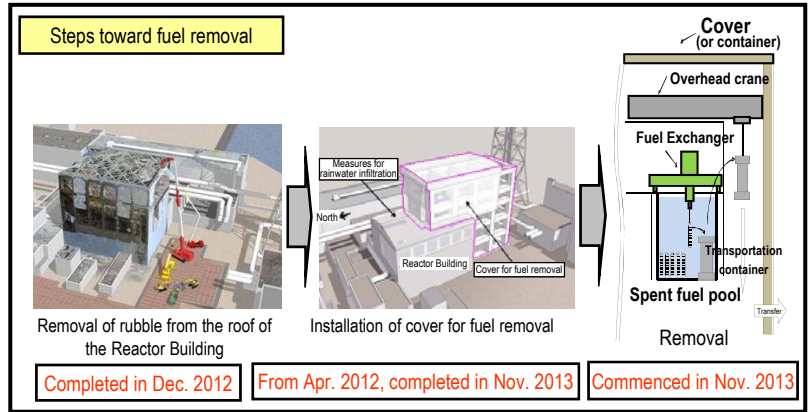 Steps toward fuel removal
Measures for
rainwater infiltration
North
Reactor Building
Cover for fuel removal
Cover
(or container)
Overhead crane
Fuel Exchanger
Transportation
container
Spent fuel pool
Transfer
Removal
Removal of rubble from the roof of
the Reactor Building
Installation of cover for fuel removal
Completed in Dec. 2012
From Apr. 2012, completed in Nov. 2013
Commenced in Nov. 2013